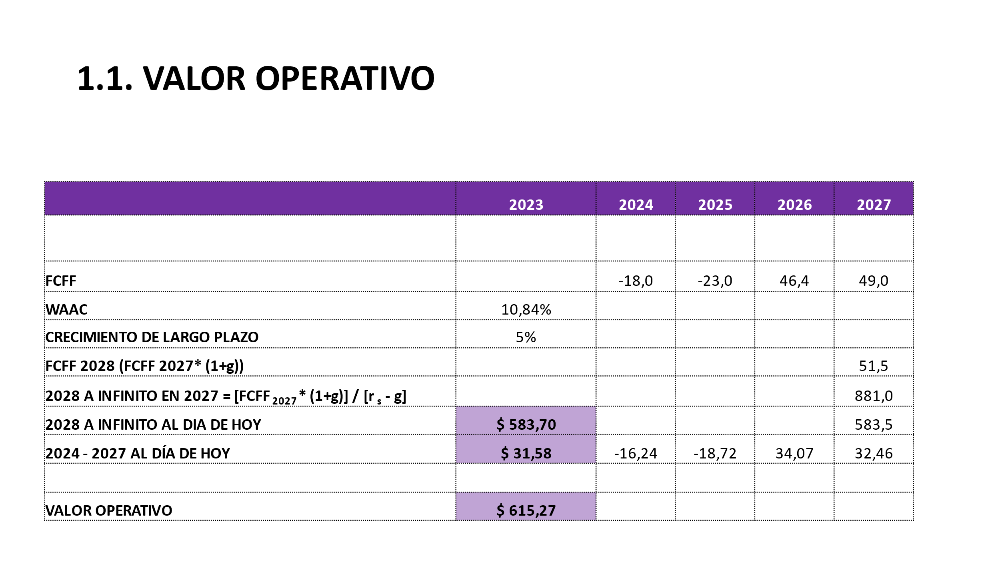 1.1. VALOR OPERATIVO
2023 2024 2025 2026 2027
FCFF -18,0 -23,0 46,4 49,0
WAAC 10,84%
CRECIMIENTO DE LARGO PLAZO 5%
FCFF 2028 (FCFF 2027* (1+g)) 51,5
2028 A INFINITO EN 2027 = [FCFF 2027 * (1+g)] / [r s - g] 881,0
2028 A INFINITO AL DIA DE HOY $ 583,70 583,5
2024 - 2027 AL DÍA DE HOY $ 31,58 -16,24 -18,72 34,07 32,46
VALOR OPERATIVO $ 615,27